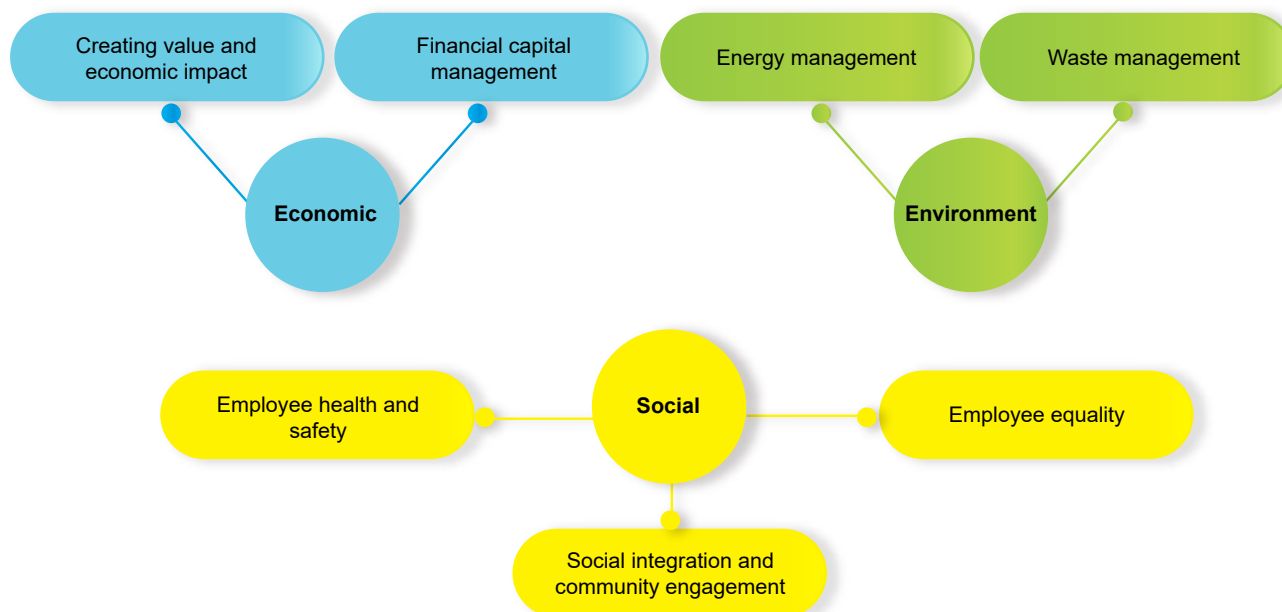 Creating value and
economic impact
Financial capital
management
Energy management
Waste management
Economic
Environment
Social
Employee health and
safety
Employee equality
Social integration and
community engagement